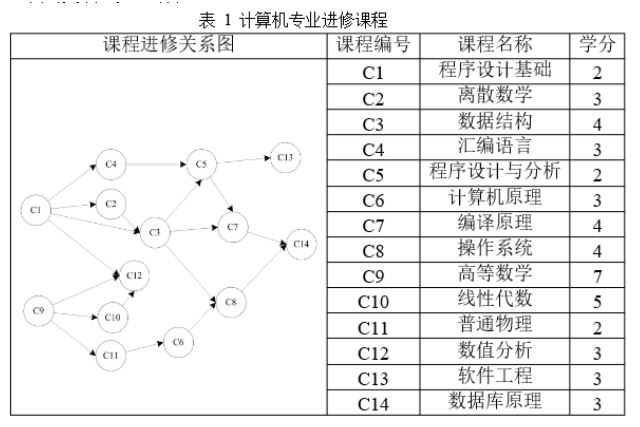 表 1 计算机专业进修课程
课程进修关系图 课程编号 课程名称 学分
C1 程序设计基础 2
C2 离散数学 3
C3 数据结构 4
C4 汇编语言 3
C5 程序设计与分析 2
C6 计算机原理 3
C7 编译原理 4
C8 操作系统 4
C9 高等数学 7
C10 线性代数 5
C11 普通物理 2
C12 数值分析 3
C13 软件工程 3
C14 数据库原理 3
C4 C5 C13
C1 C2
C3 C7 C14
C12
C9 C10 C8
C11 C6